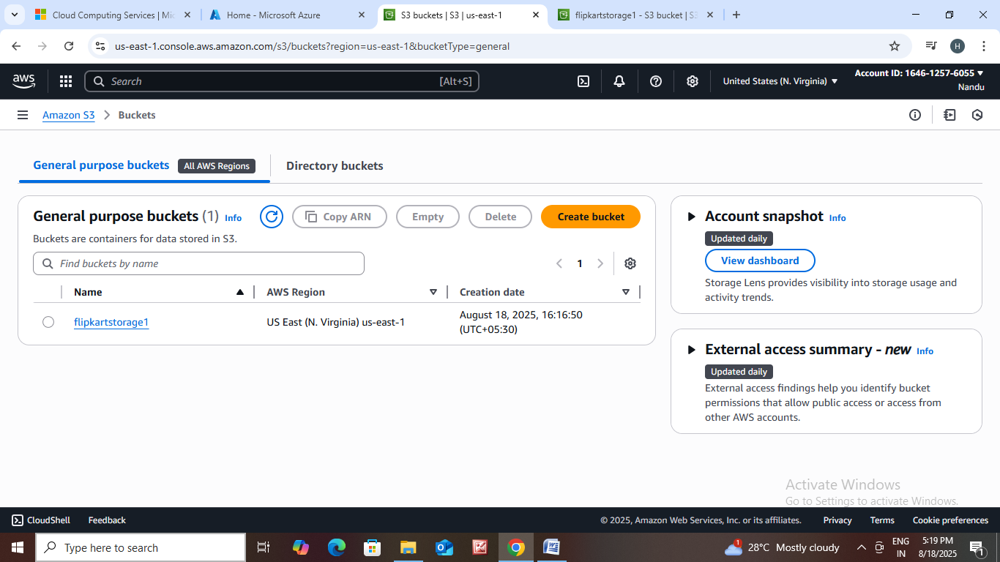 Cloud Computing Services | Mic
Home - Microsoft Azure
S3 buckets | S3 | us-east-1
flipkartstorage1 - S3 bucket | S3
us-east-1.console.aws.amazon.com/s3/buckets?region=us-east-1&bucketType=general
H
aws
Search
[Alt+S]
United States (N. Virginia)
Account ID: 1646-1257-6055
Nandu
Amazon S3
Buckets
General purpose buckets
All AWS Regions
Directory buckets
General purpose buckets (1) Info
Copy ARN
Empty
Delete
Create bucket
Buckets are containers for data stored in S3.
Find buckets by name
1
Name
AWS Region
Creation date
flipkartstorage1
US East (N. Virginia) us-east-1
August 18, 2025, 16:16:50
(UTC+05:30)
Account snapshot Info
Updated daily
View dashboard
Storage Lens provides visibility into storage usage and
activity trends.
External access summary - new Info
Updated daily
External access findings help you identify bucket
permissions that allow public access or access from
other AWS accounts.
Activate Windows
Go to Settings to activate Windows.
CloudShell
Feedback
© 2025, Amazon Web Services, Inc. or its affiliates.
Privacy
Terms
Cookie preferences
Type here to search
1
28°C Mostly cloudy
ENG
IN
5:19 PM
8/18/2025
1